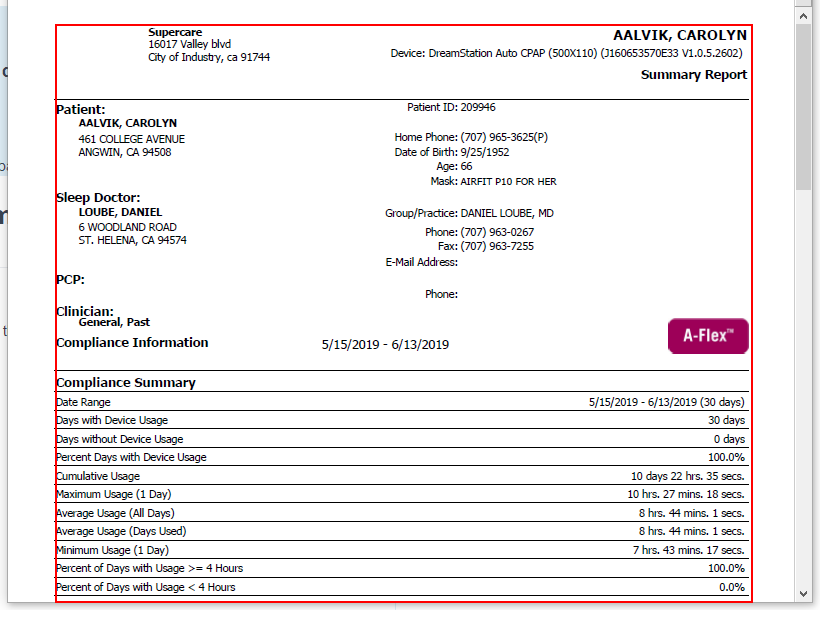 Supercare
16017 Valley blvd
City of Industry, ca 91744
AALVIK, CAROLYN
Device: DreamStation Auto CPAP (500X110) (J160653570E33 V1.0.5.2602)
Summary Report
Patient:
AALVIK, CAROLYN
461 COLLEGE AVENUE
ANGWIN, CA 94508
Patient ID: 209946
Home Phone: (707) 965-3625(P)
Date of Birth: 9/25/1952
Age: 66
Mask: AIRFIT P10 FOR HER
Sleep Doctor:
LOUBE, DANIEL
6 WOODLAND ROAD
ST. HELENA, CA 94574
Group/Practice: DANIEL LOUBE, MD
Phone: (707) 963-0267
Fax: (707) 963-7255
E-Mail Address:
PCP:
Phone:
Clinician:
General, Past
Compliance Information 5/15/2019 - 6/13/2019
A-Flex™
Compliance Summary
Date Range 5/15/2019 - 6/13/2019 (30 days)
Days with Device Usage 30 days
Days without Device Usage 0 days
Percent Days with Device Usage 100.0%
Cumulative Usage 10 days 22 hrs. 35 secs.
Maximum Usage (1 Day) 10 hrs. 27 mins. 18 secs.
Average Usage (All Days) 8 hrs. 44 mins. 1 secs.
Average Usage (Days Used) 8 hrs. 44 mins. 1 secs.
Minimum Usage (1 Day) 7 hrs. 43 mins. 17 secs.
Percent of Days with Usage >= 4 Hours 100.0%
Percent of Days with Usage < 4 Hours 0.0%